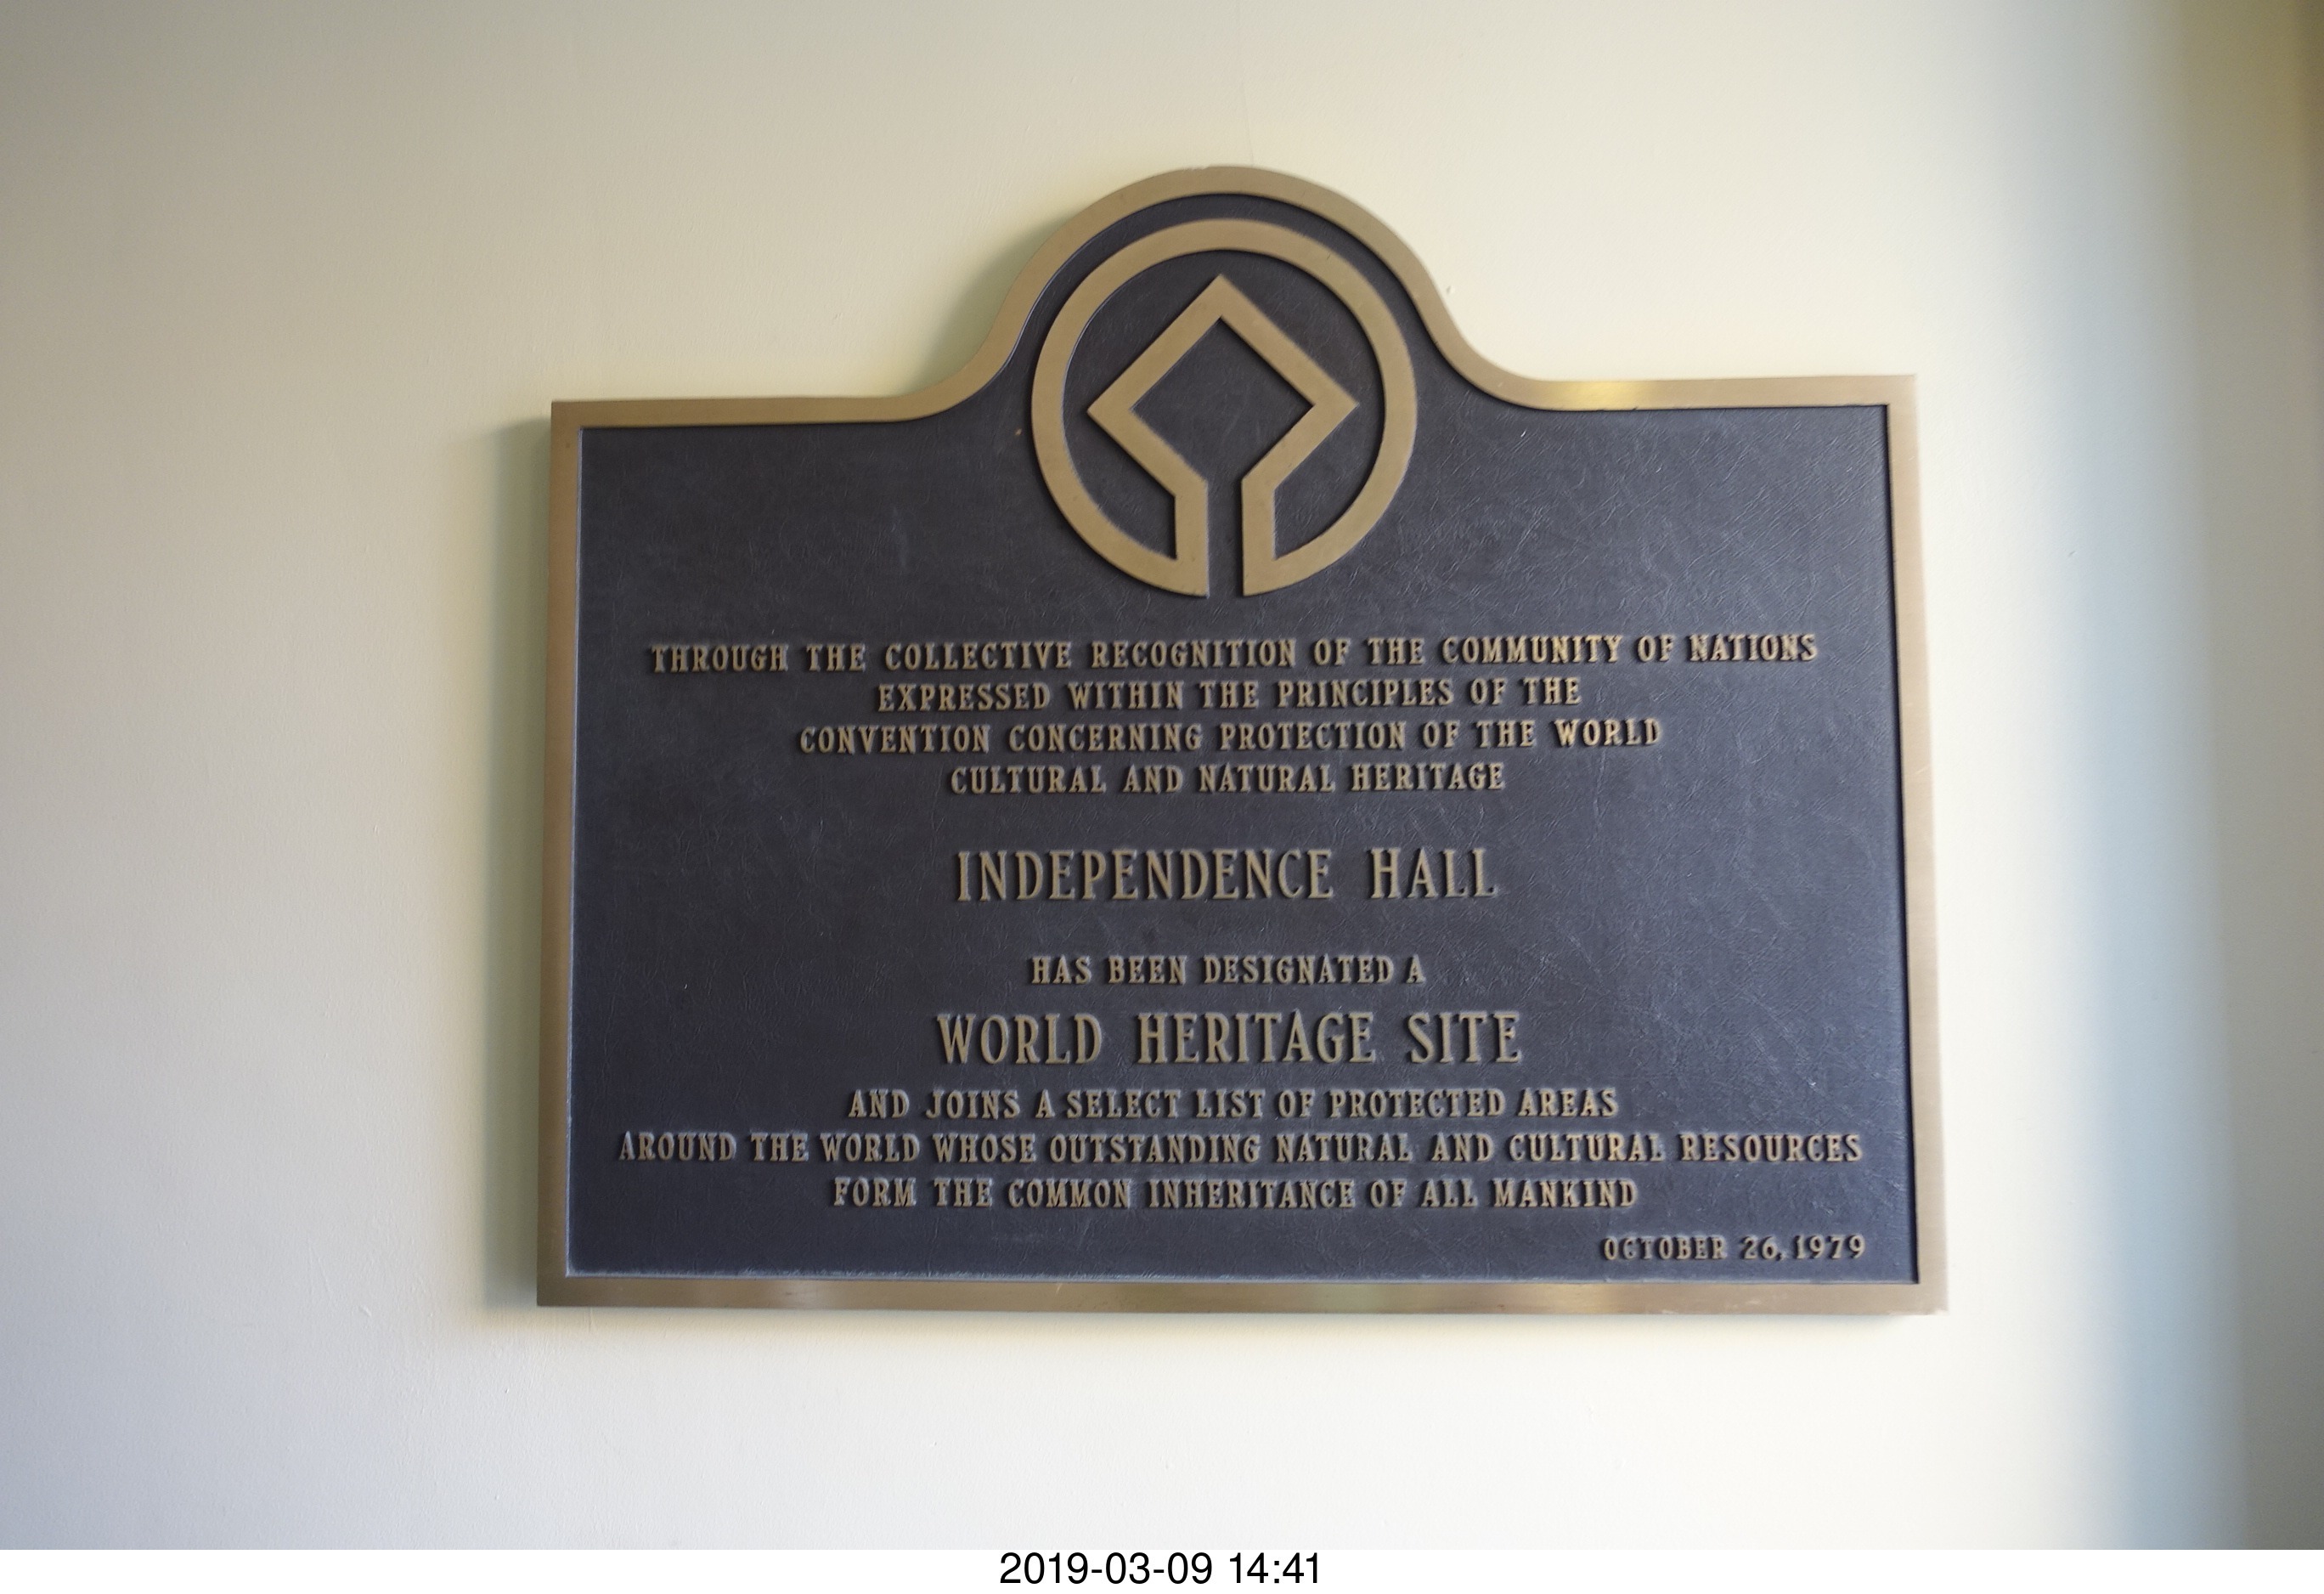 THROUGH THE COLLECTIVE RECOGNITION OF THE COMMUNITY OF NATIONS
EXPRESSED WITHIN THE PRINCIPLES OF THE
CONVENTION CONCERNING PROTECTION OF THE WORLD
CULTURAL AND NATURAL HERITAGE
INDEPENDENCE HALL
HAS BEEN DESIGNATED A
WORLD HERITAGE SITE
AND JOINS A SELECT LIST OF PROTECTED AREAS
AROUND THE WORLD WHOSE OUTSTANDING NATURAL AND CULTURAL RESOURCES
FORM THE COMMON INHERITANCE OF ALL MANKIND
OCTOBER 26, 1979
2019-03-09 14:41